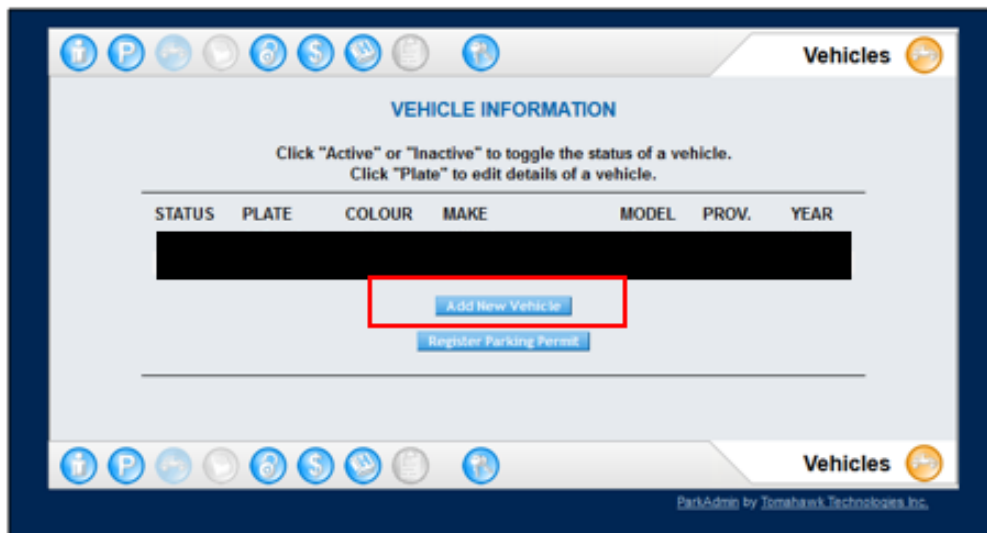 Vehicles
VEHICLE INFORMATION
Click "Active" or "Inactive" to toggle the status of a vehicle.
Click "Plate" to edit details of a vehicle.
STATUS PLATE COLOUR MAKE MODEL PROV. YEAR
Add New Vehicle
Register Parking Permit
Vehicles
ParkAdmin by Tomahawk Technologies Inc.